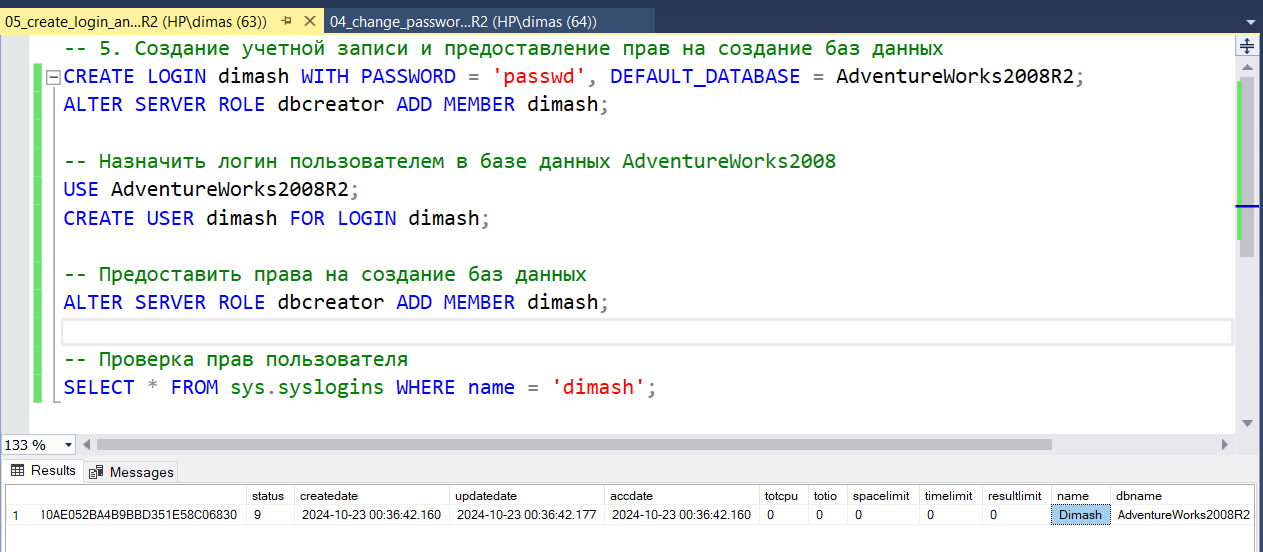 05_create_login_an...R2 (HP\dimas (63)) 04_change_passwor...R2 (HP\dimas (64))
-- 5. Создание учетной записи и предоставление прав на создание баз данных
CREATE LOGIN dimash WITH PASSWORD = 'passwd', DEFAULT_DATABASE = AdventureWorks2008R2;
ALTER SERVER ROLE dbcreator ADD MEMBER dimash;
-- Назначить логин пользователем в базе данных AdventureWorks2008
USE AdventureWorks2008R2;
CREATE USER dimash FOR LOGIN dimash;
-- Предоставить права на создание баз данных
ALTER SERVER ROLE dbcreator ADD MEMBER dimash;
-- Проверка прав пользователя
SELECT * FROM sys.syslogins WHERE name = 'dimash';
133 %
Results Messages
status createdate updatedate accdate totcpu totio spacelimit timelimit resultlimit name dbname
1 10AE052BA4B9BBD351E58C06830 9 2024-10-23 00:36:42.160 2024-10-23 00:36:42.177 2024-10-23 00:36:42.160 0 0 0 0 0 Dimash AdventureWorks2008R2